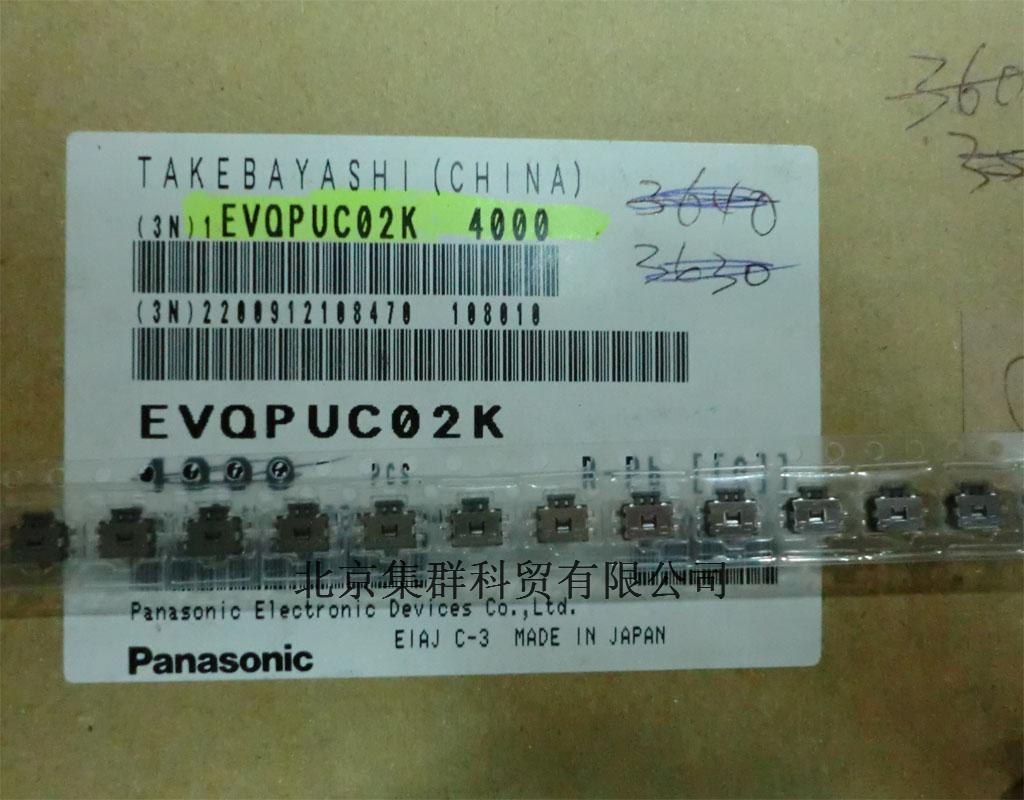 TAKEBAYASHI(CHINA)
(3N)1EVQPUC02K 4000
3640
3630
(3N)2200912108470 108010
EVQPUC02K
4000 PCS.
北京集群科贸有限公司
Panasonic Electronic Devices Co.,Ltd.
EIAJ C-3 MADE IN JAPAN
Panasonic